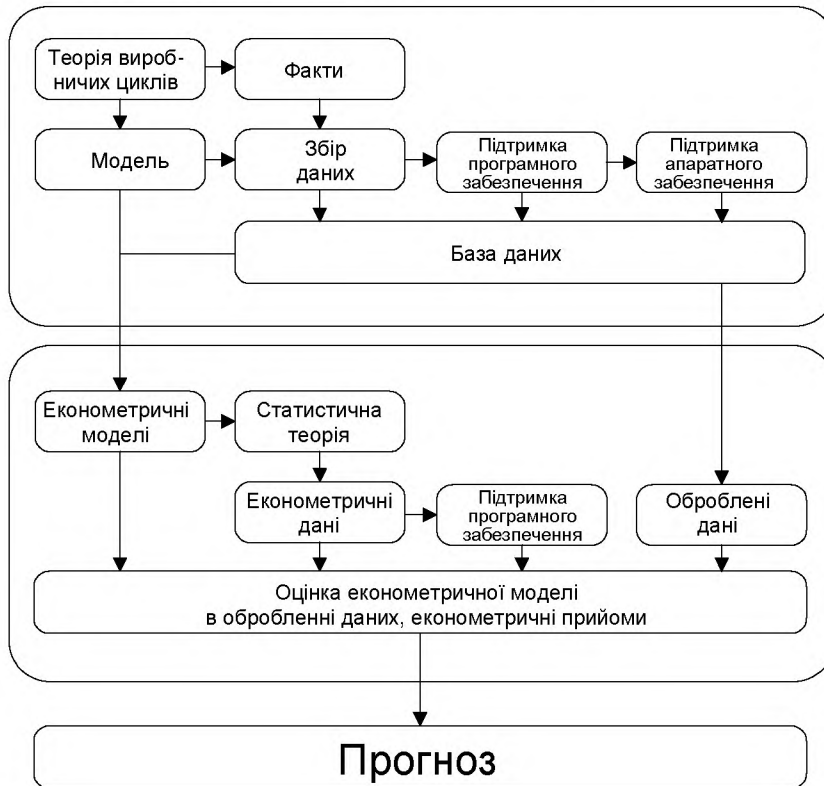 Теорія вироб-
ничих циклів
Факти
Модель
Збір
даних
Підтримка
програмного
забезпечення
Підтримка
апаратного
забезпечення
База даних
Економетричні
моделі
Статистична
теорія
Економетричні
дані
Підтримка
програмного
забезпечення
Оброблені
дані
Оцінка економетричної моделі
в обробленні даних, економетричні прийоми
Прогноз